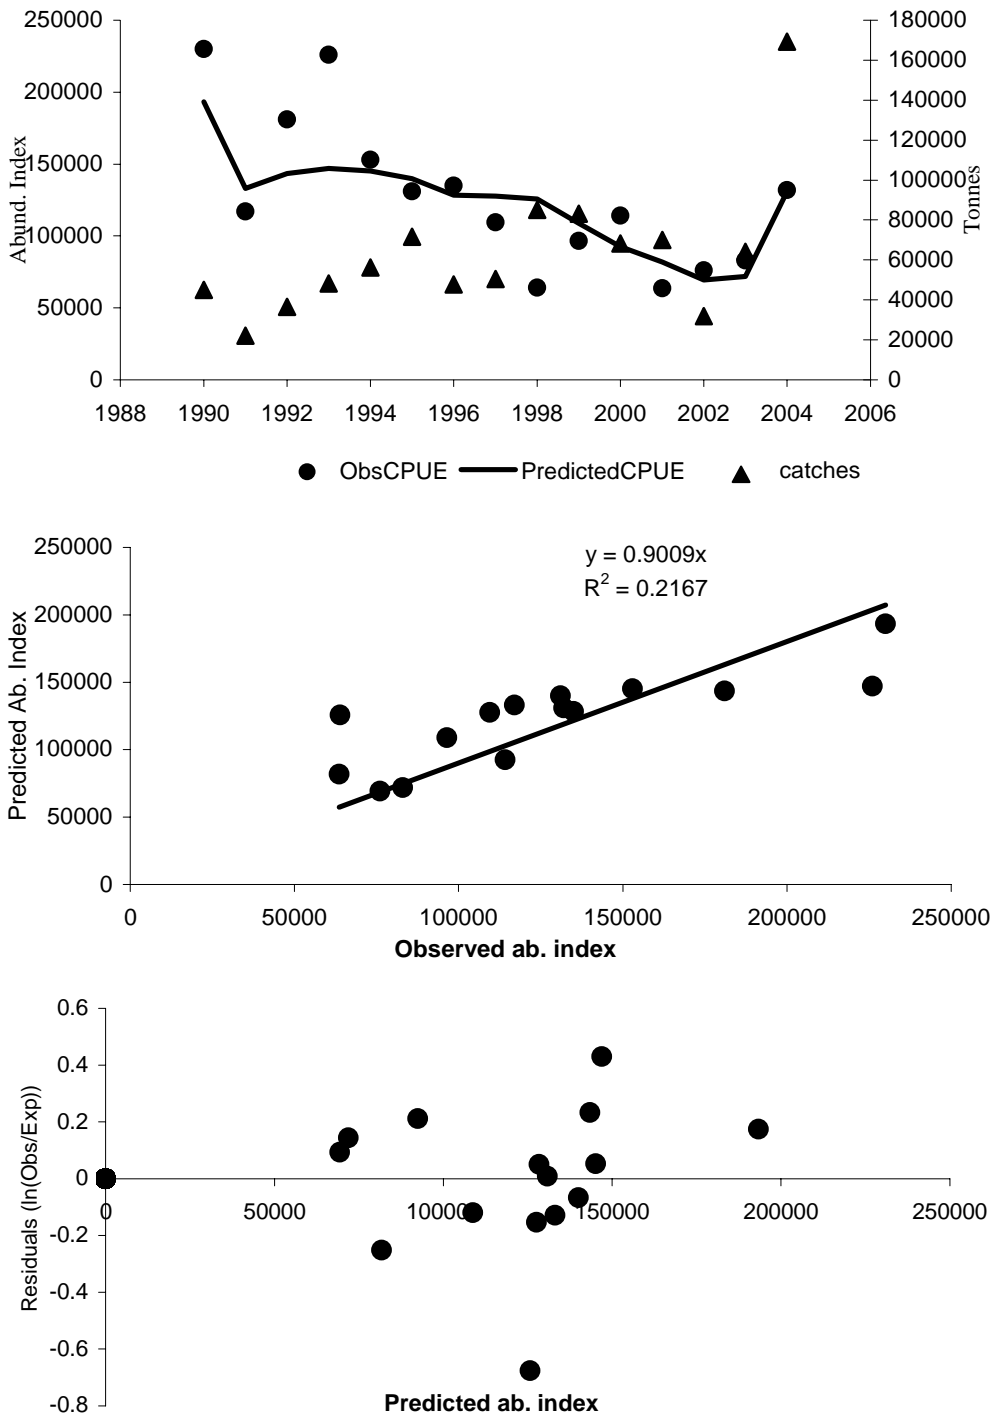 250000 180000
160000
200000 140000
120000
150000 100000
Abund. Index
Tonnes
100000 80000
60000
50000 40000
20000
0 0
1988 1990 1992 1994 1996 1998 2000 2002 2004 2006
ObsCPUE PredictedCPUE catches
250000
y = 0.9009x
R² = 0.2167
200000
150000
Predicted Ab. Index
100000
50000
0
0 50000 100000 150000 200000 250000
Observed ab. index
0.6
0.4
0.2
Residuals (ln(Obs/Exp))
0
0 50000 100000 150000 200000 250000
-0.2
-0.4
-0.6
-0.8
Predicted ab. index